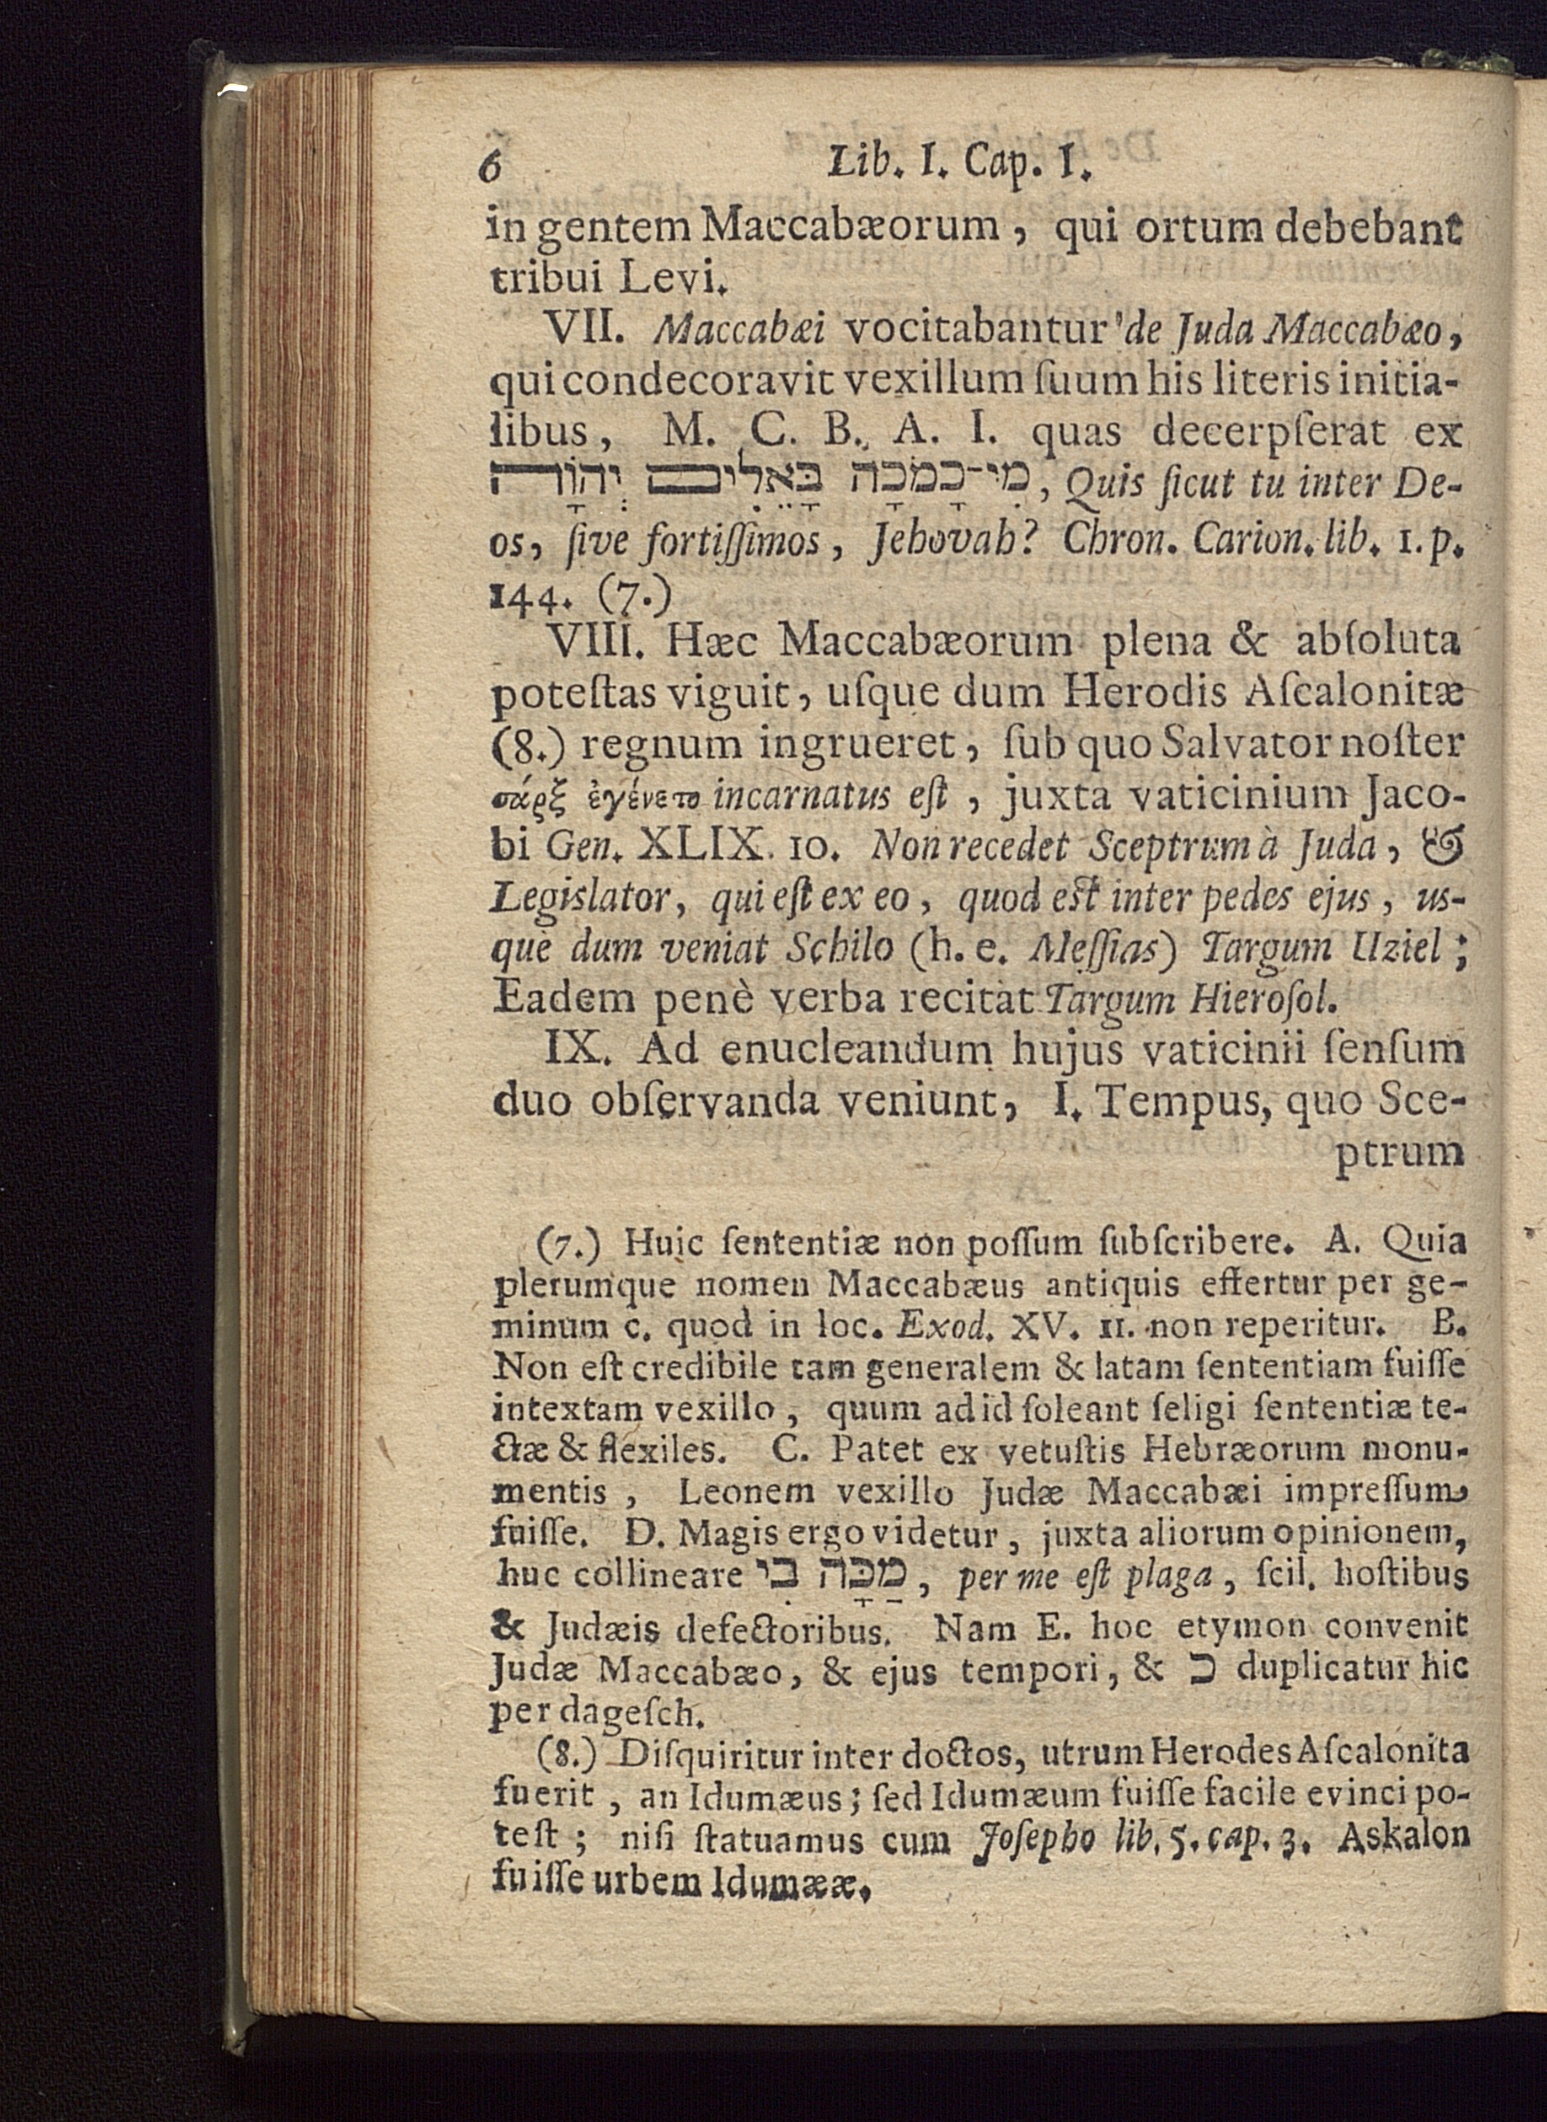 6 Lib. I. Cap. I.
in gentem Maccabæorum, qui ortum debebant
tribui Levi.
VII. Maccabæi vocitabantur de Juda Maccabæo,
qui condecoravit vexillum ſuum his literis initia-
libus, M. C. B. A. I. quas decerpſerat ex
מִי־כָמֹכָה בָּאֵלִים יְהוָֹה, Quis ſicut tu inter De-
os, ſive fortiſſimos, Jehovah? Chron. Carion. lib. 1. p.
144. (7.)
VIII. Hæc Maccabæorum plena & abſoluta
poteſtas viguit, uſque dum Herodis Aſcalonitæ
(8.) regnum ingrueret, ſub quo Salvator noſter
σάρξ ἐγένετο incarnatus eſt, juxta vaticinium Jaco-
bi Gen. XLIX. 10. Non recedet Sceptrum à Juda, &
Legislator, qui eſt ex eo, quod est inter pedes ejus, us-
que dum veniat Schilo (h. e. Meſſias) Targum Uziel;
Eadem penè verba recitat Targum Hieroſol.
IX. Ad enucleandum hujus vaticinii ſenſum
duo obſervanda veniunt, I. Tempus, quo Sce-
ptrum
(7.) Huic ſententiæ non poſſum ſubſcribere. A. Quia
plerumque nomen Maccabæus antiquis effertur per ge-
minum c. quod in loc. Exod. XV. 11. non reperitur. B.
Non eſt credibile tam generalem & latam ſententiam fuiſſe
intextam vexillo, quum ad id ſoleant ſeligi ſententiæ te-
ctæ & flexiles. C. Patet ex vetuſtis Hebræorum monu-
mentis, Leonem vexillo Judæ Maccabæi impreſſum
fuiſſe. D. Magis ergo videtur, juxta aliorum opinionem,
huc collineare מַכָּה בִי, per me eſt plaga, ſcil. hoſtibus
& Judæis defectoribus. Nam E. hoc etymon convenit
Judæ Maccabæo, & ejus tempori, & כ duplicatur hic
per dageſch.
(8.) Diſquiritur inter doctos, utrum Herodes Aſcalonita
fuerit, an Idumæus; ſed Idumæum fuiſſe facile evinci po-
teſt; niſi ſtatuamus cum Joſepho lib. 5. cap. 3. Askalon
fuiſſe urbem Idumææ.